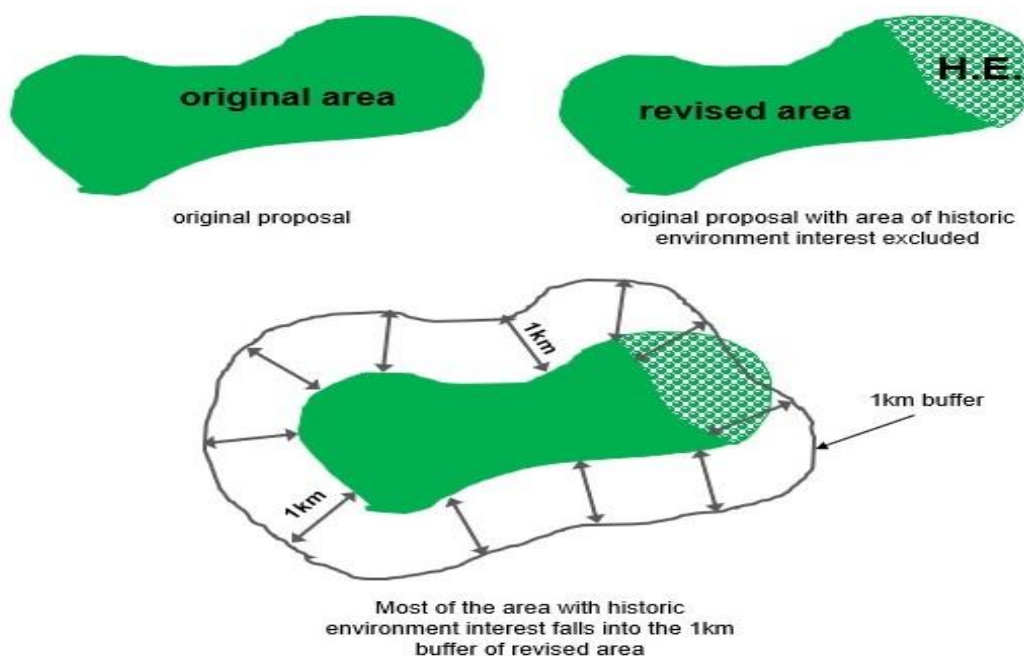 original area
H.E.
revised area
original proposal
original proposal with area of historic
environment interest excluded
1km
1km buffer
1km
Most of the area with historic
environment interest falls into the 1km
buffer of revised area